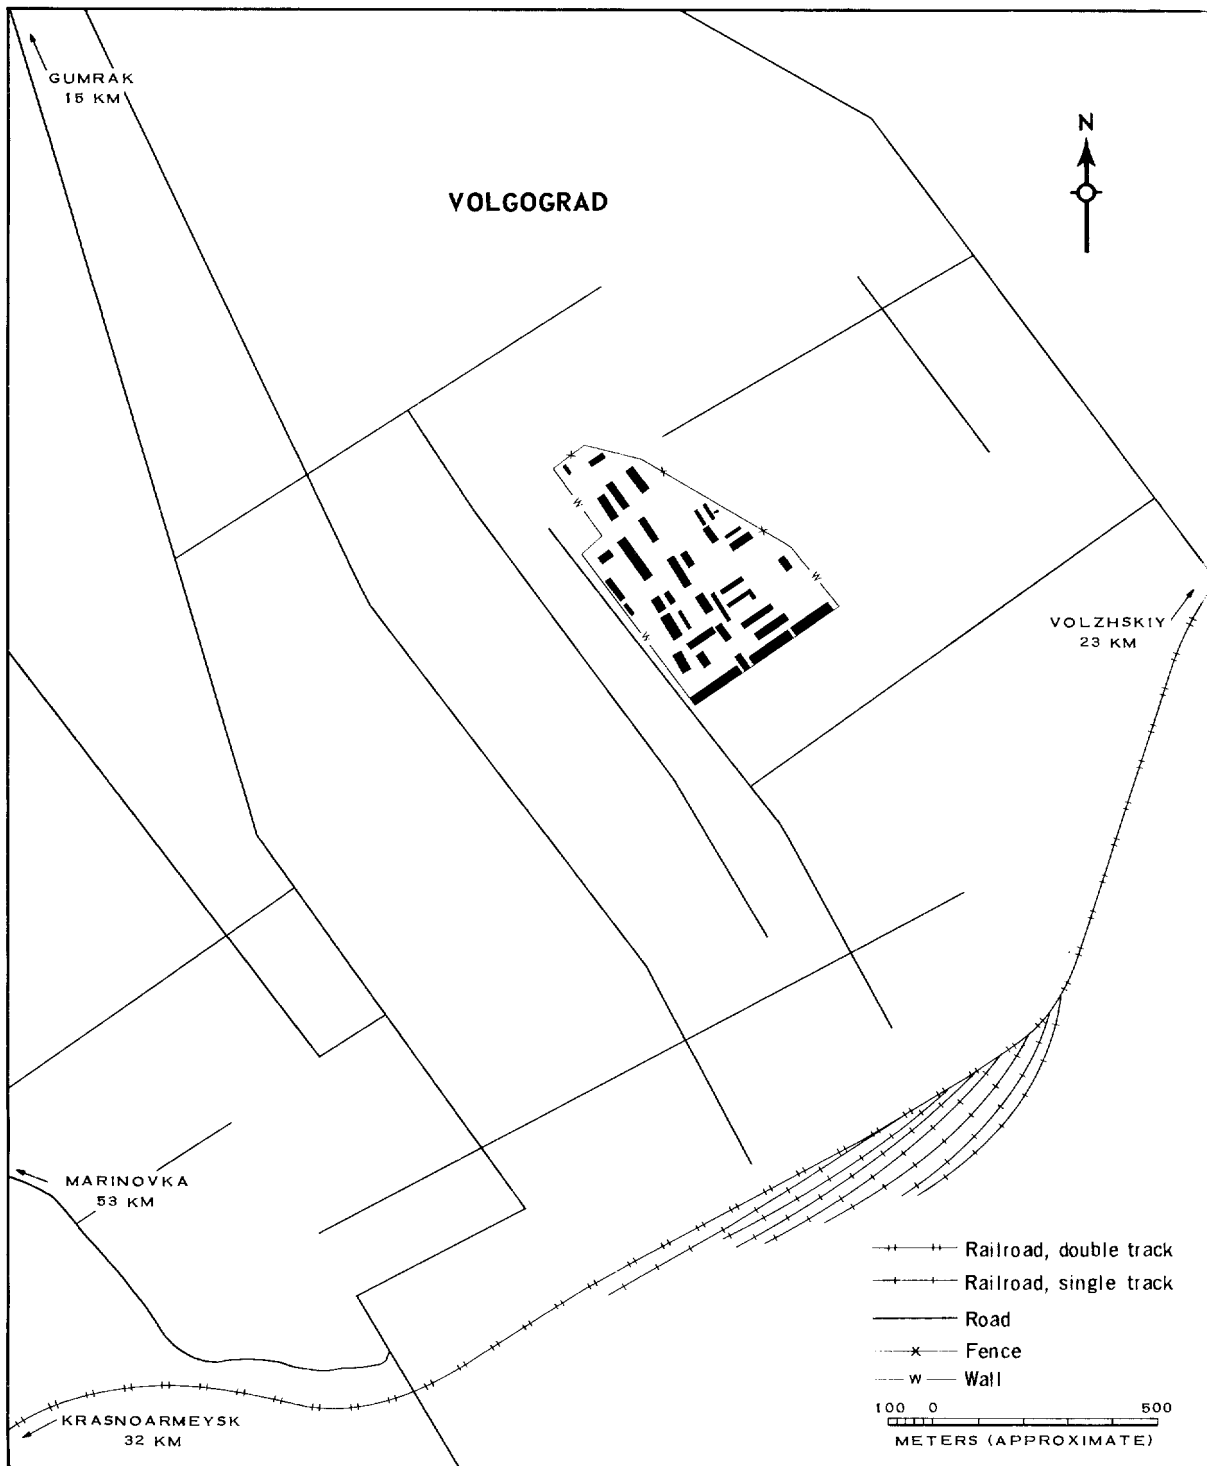 GUMRAK
15 KM
VOLGOGRAD
N
W
W
W
VOLZHSKIY
23 KM
MARINOVKA
53 KM
Railroad, double track
Railroad, single track
Road
Fence
W Wall
KRASNOARMEYSK
32 KM
100 0 500
METERS (APPROXIMATE)